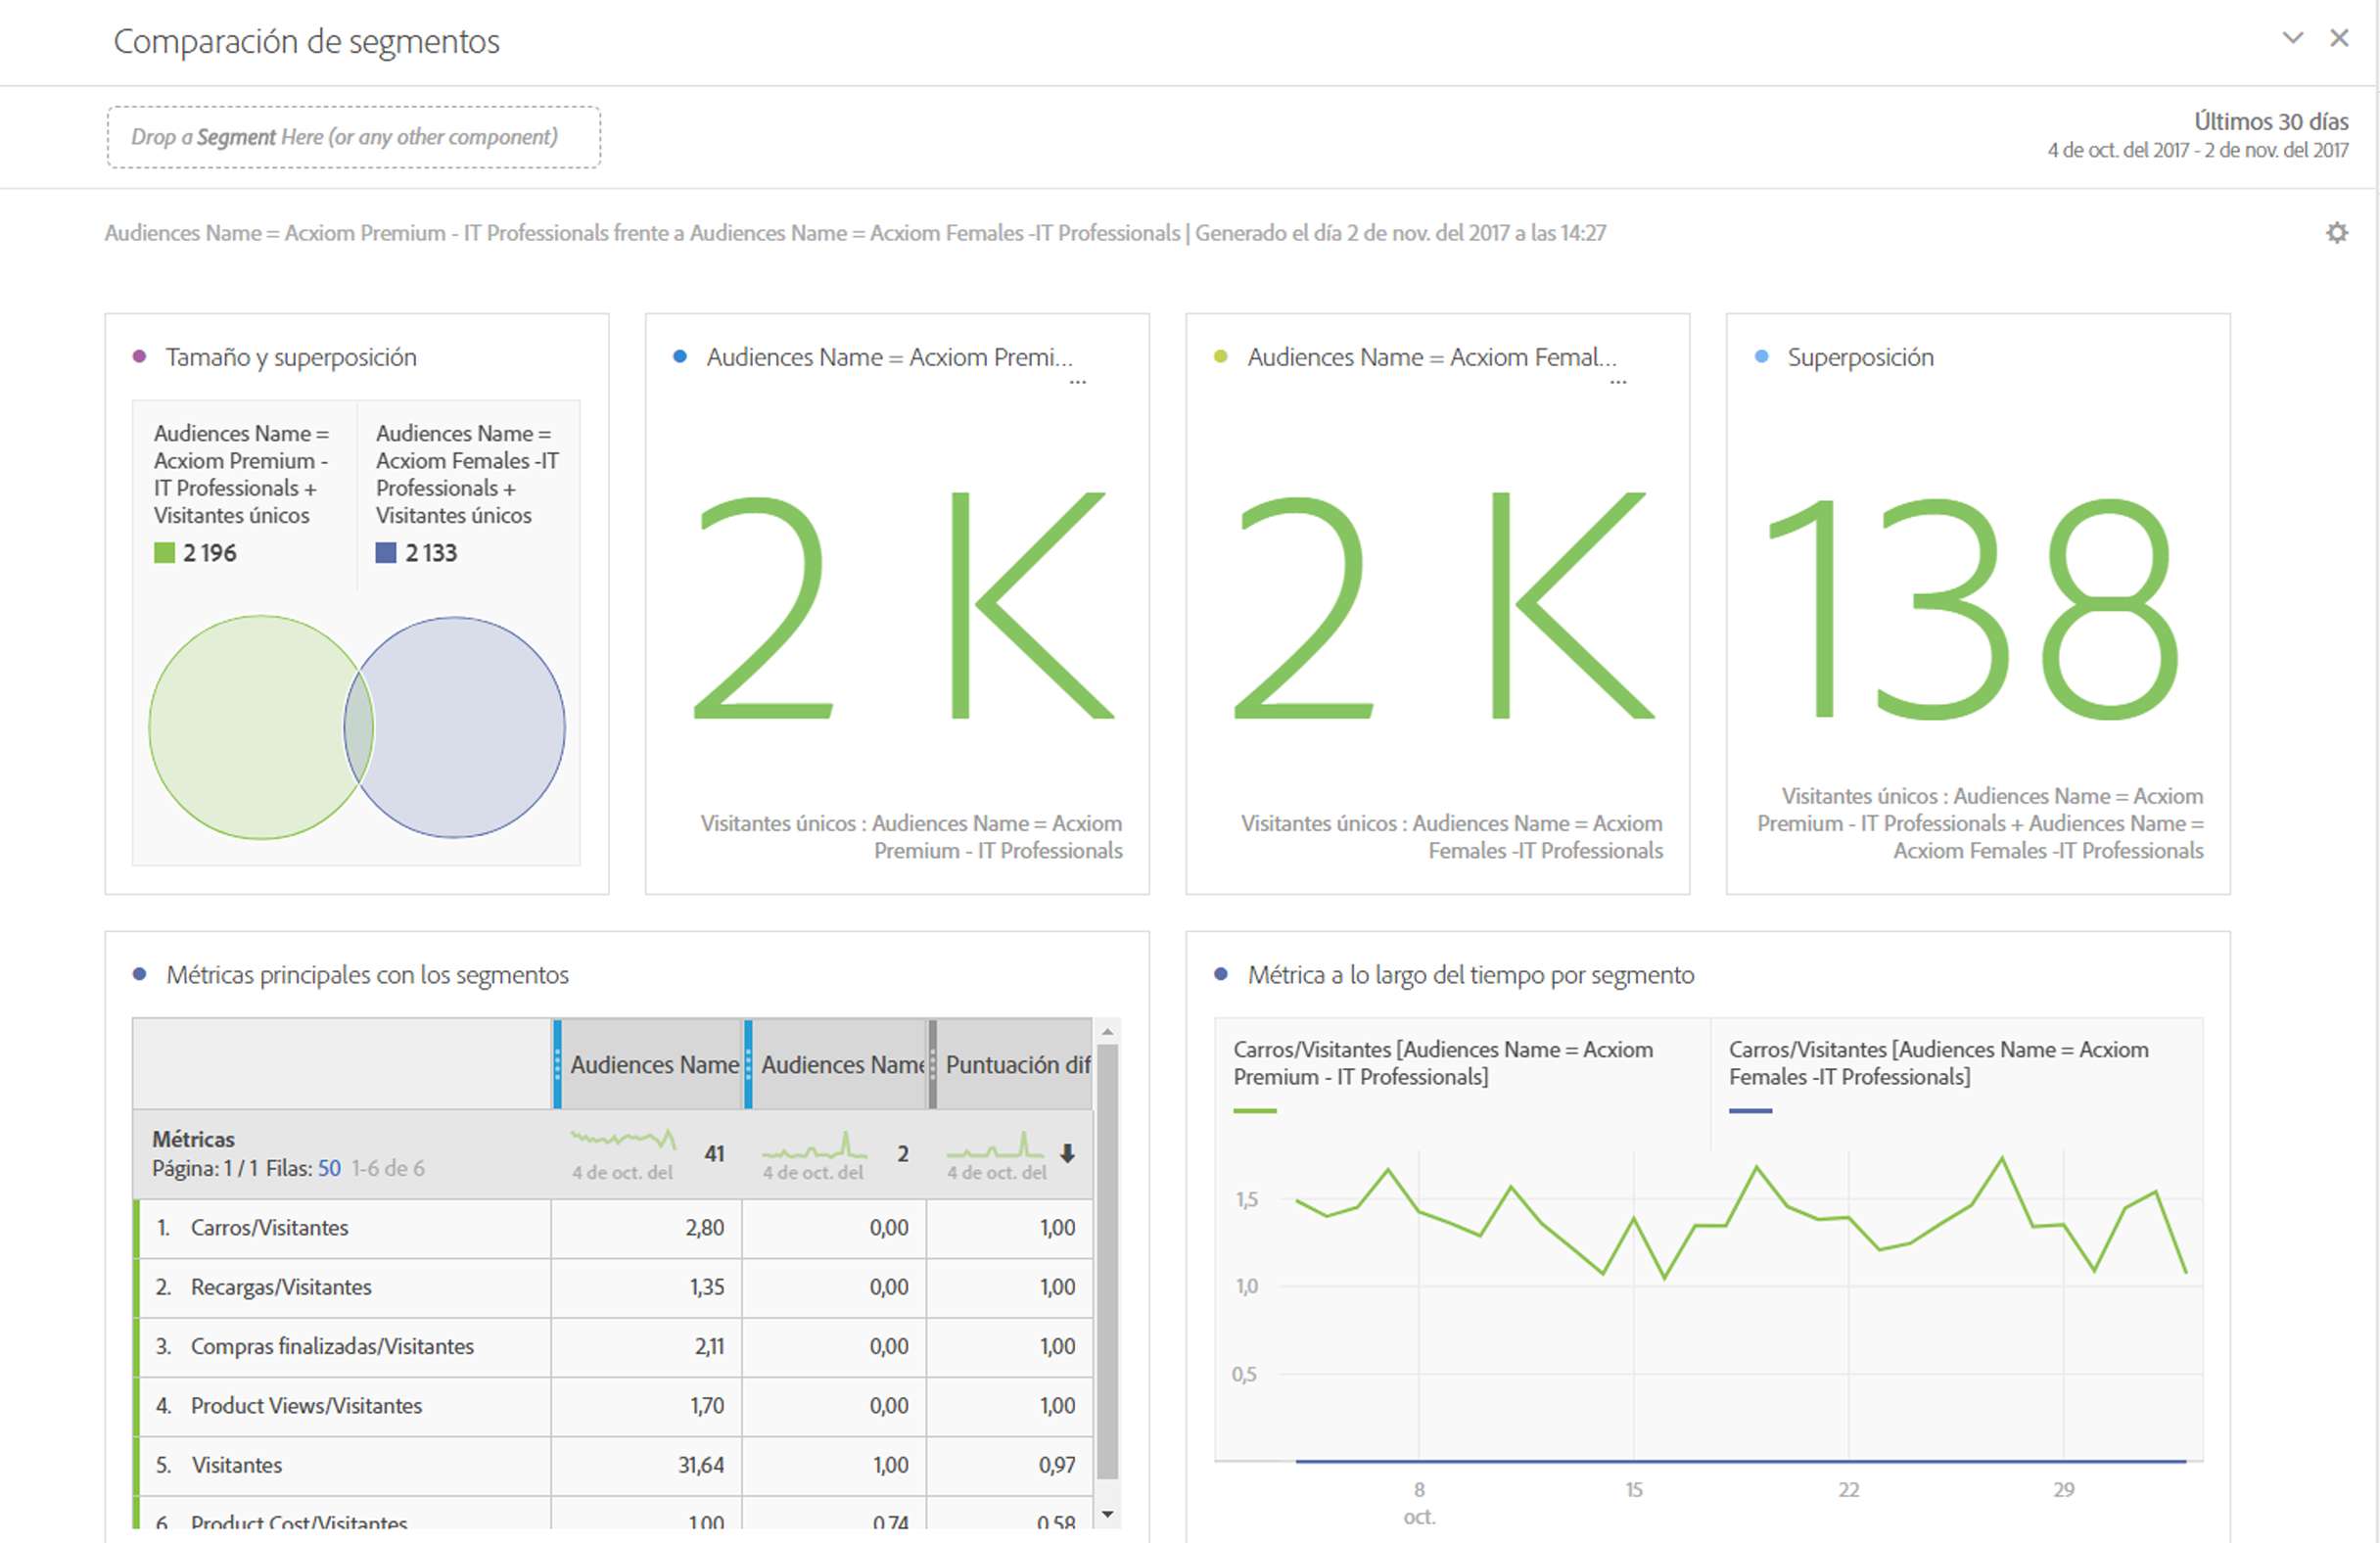 Comparación de segmentos
Drop a Segment Here (or any other component)
Últimos 30 días
4 de oct. del 2017 - 2 de nov. del 2017
Audiences Name = Acxiom Premium - IT Professionals frente a Audiences Name = Acxiom Females -IT Professionals | Generado el día 2 de nov. del 2017 a las 14:27
Tamaño y superposición
Audiences Name =
Acxiom Premium -
IT Professionals +
Visitantes únicos
2 196
Audiences Name =
Acxiom Females -IT
Professionals +
Visitantes únicos
2 133
Audiences Name = Acxiom Premi...
...
2 K
Visitantes únicos : Audiences Name = Acxiom
Premium - IT Professionals
Audiences Name = Acxiom Femal...
...
2 K
Visitantes únicos : Audiences Name = Acxiom
Females -IT Professionals
Superposición
138
Visitantes únicos : Audiences Name = Acxiom
Premium - IT Professionals + Audiences Name =
Acxiom Females -IT Professionals
Métricas principales con los segmentos
Audiences Name Audiences Name Puntuación dif
Métricas
Página: 1 / 1 Filas: 50 1-6 de 6
4 de oct. del 41
4 de oct. del 2
4 de oct. del
1. Carros/Visitantes 2,80 0,00 1,00
2. Recargas/Visitantes 1,35 0,00 1,00
3. Compras finalizadas/Visitantes 2,11 0,00 1,00
4. Product Views/Visitantes 1,70 0,00 1,00
5. Visitantes 31,64 1,00 0,97
6. Product Cost/Visitantes 1,00 0,74 0,58
Métrica a lo largo del tiempo por segmento
Carros/Visitantes [Audiences Name = Acxiom
Premium - IT Professionals]
Carros/Visitantes [Audiences Name = Acxiom
Females -IT Professionals]
1,5
1,0
0,5
8 15 22 29
oct.